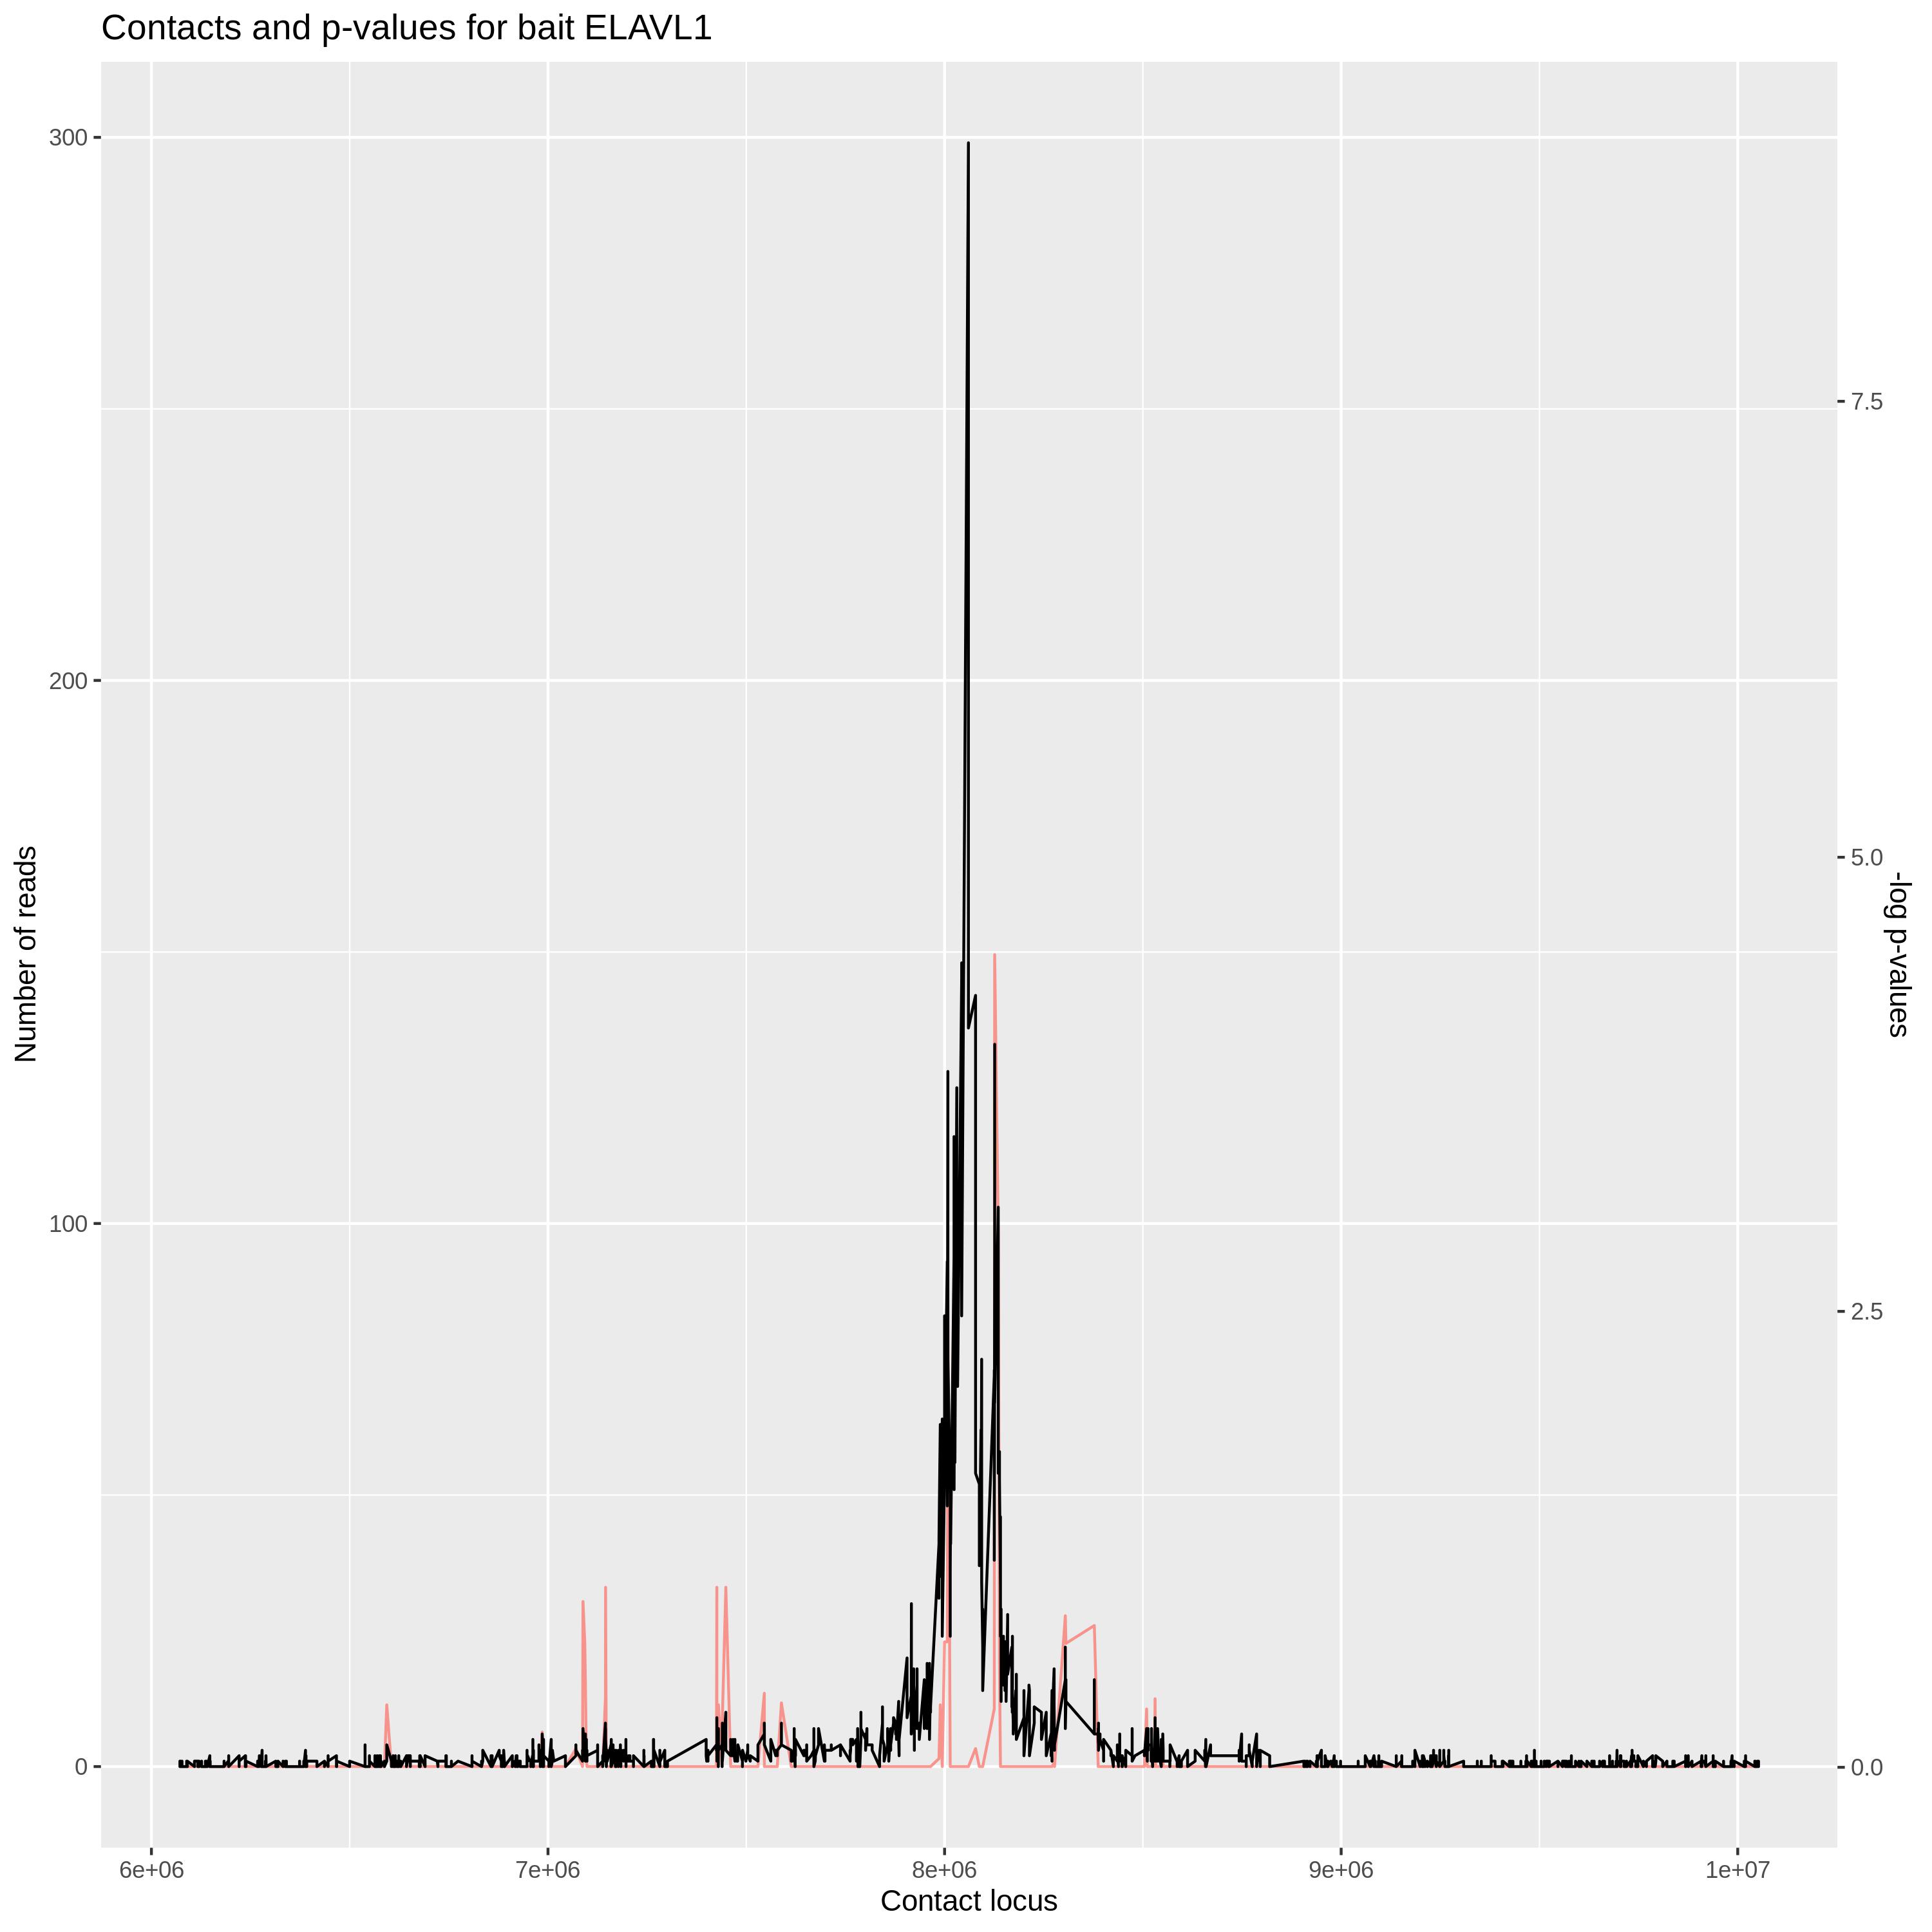 Contacts and p-values for bait ELAVL1
300
200
100
0
Number of reads
7.5
5.0
2.5
0.0
-log p-values
6e+06 7e+06 8e+06 9e+06 1e+07
Contact locus